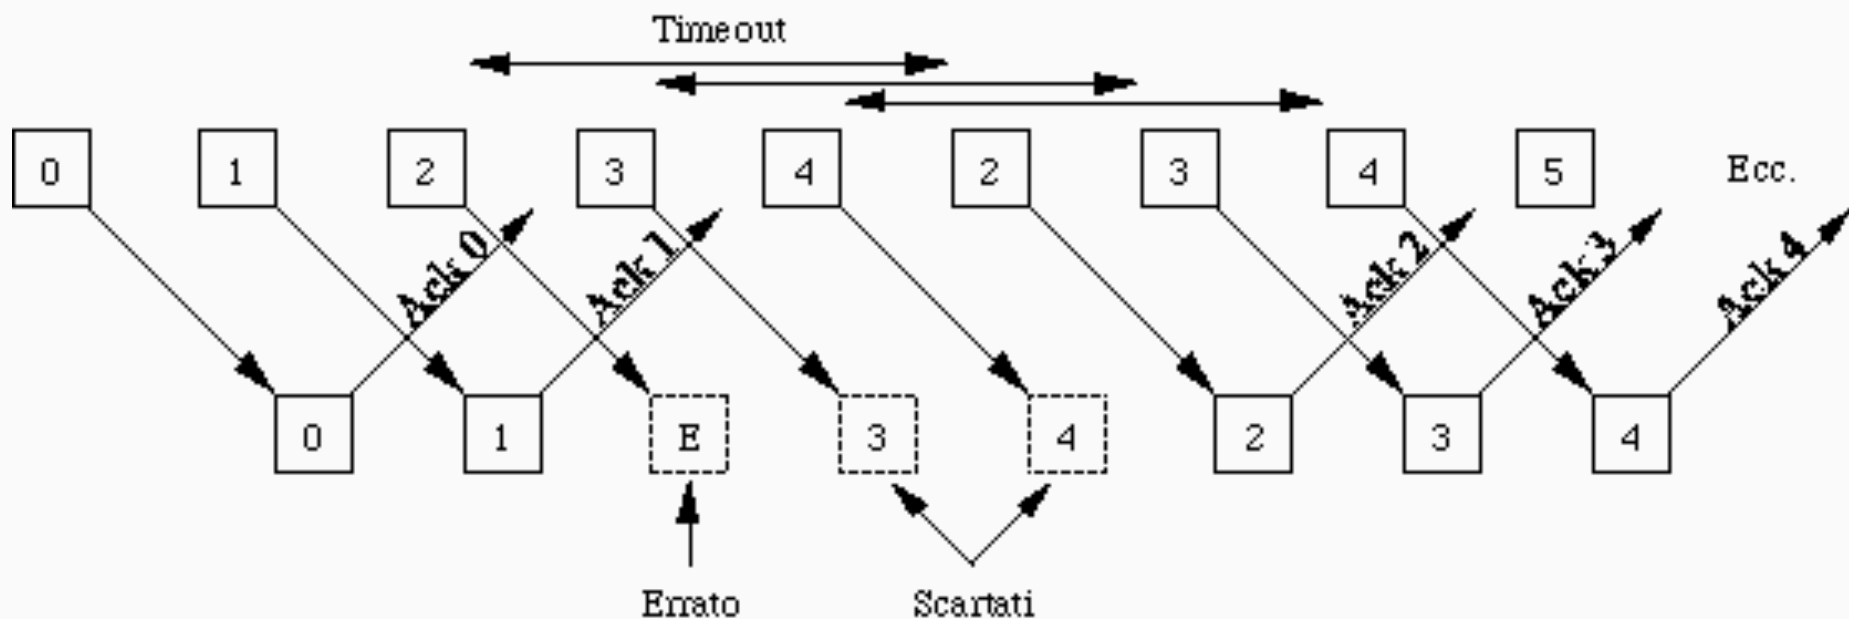 Timeout
0 1 2 3 4 2 3 4 5 Ecc.
Ack 0 Ack 1 Ack 2 Ack 3 Ack 4
0 1 E 3 4 2 3 4
Errato Scartati